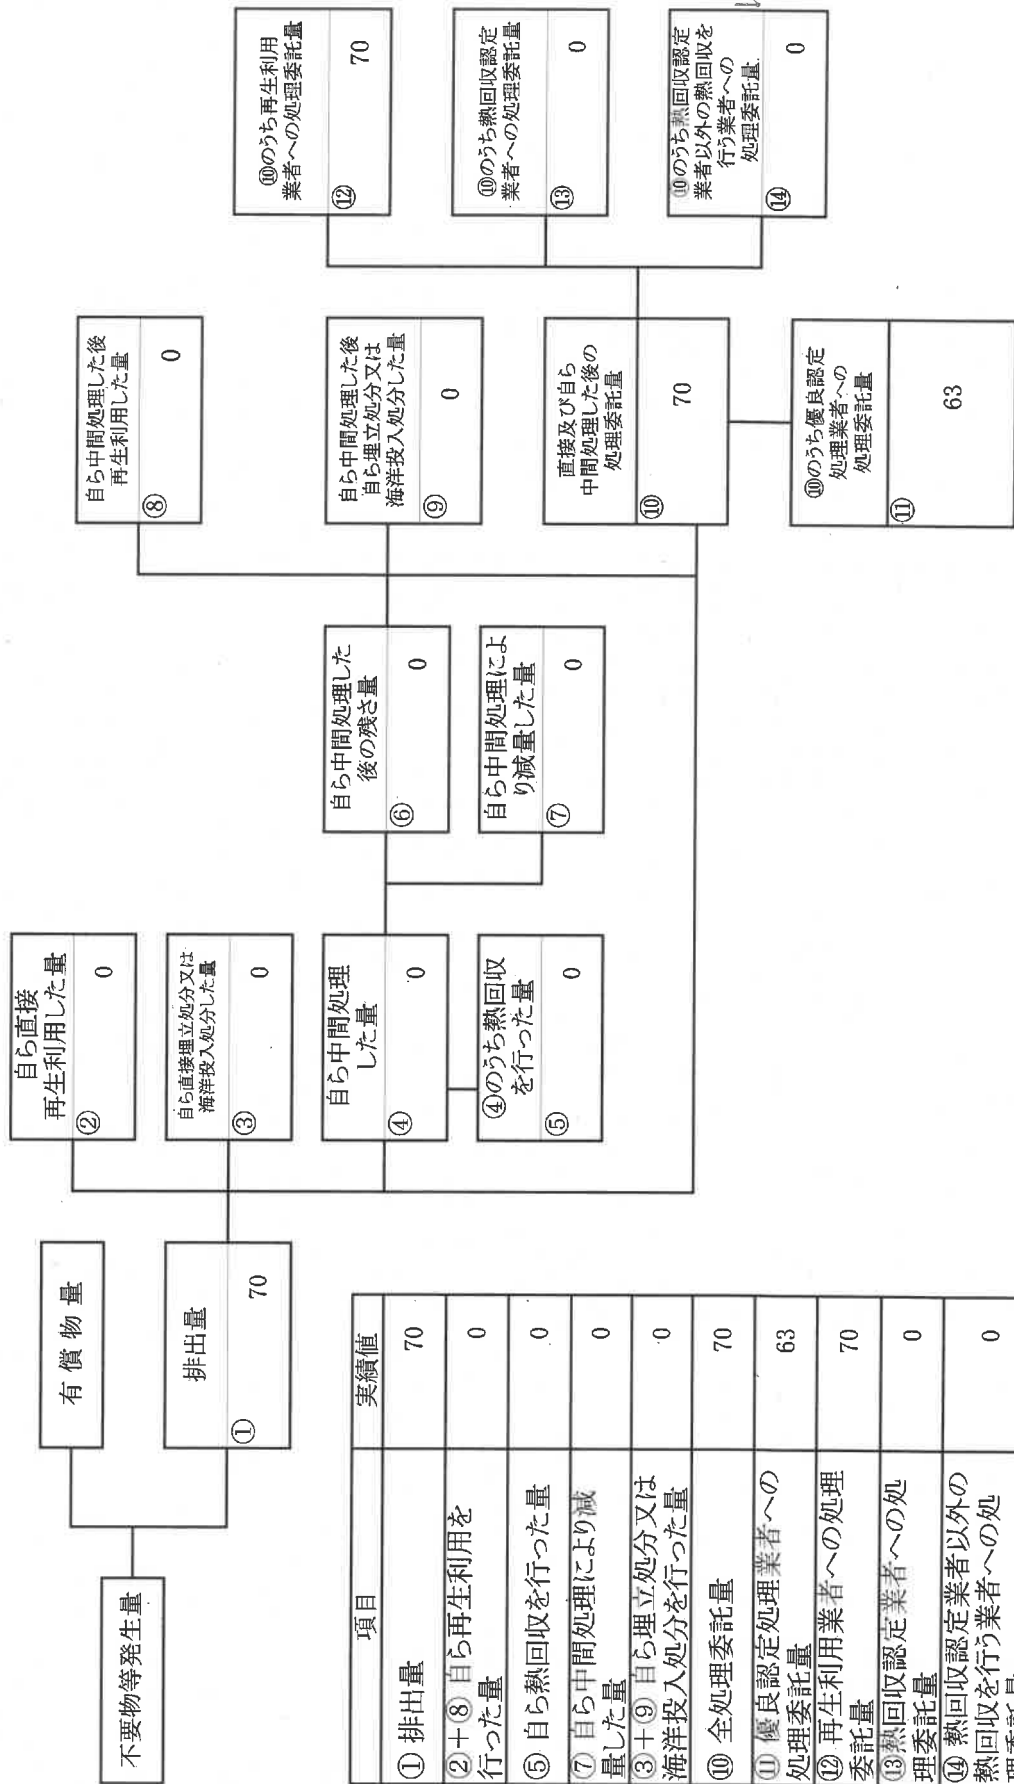 不要物等発生量
有償物量
排出量
①
70
自ら直接
再生利用した量
②
0
自ら直接埋立処分又は
海洋投入処分した量
③
0
自ら中間処理
した量
④
0
④のうち熱回収
を行った量
⑤
0
自ら中間処理した
後の残さ量
⑥
0
自ら中間処理によ
り減量した量
⑦
0
自ら中間処理した後
再生利用した量
⑧
0
自ら中間処理した後
自ら埋立処分又は
海洋投入処分した量
⑨
0
直接及び自ら
中間処理した後の
処理委託量
⑩
70
⑩のうち優良認定
処理業者への
処理委託量
⑪
63
⑩のうち再生利用
業者への処理委託量
⑫
70
⑩のうち熱回収認定
業者への処理委託量
⑬
0
⑩のうち熱回収認定
業者以外の熱回収を
行う業者への
処理委託量
⑭
0
項目 実績値
① 排出量 70
②+⑧ 自ら再生利用を
行った量 0
⑤ 自ら熱回収を行った量 0
⑦ 自ら中間処理により減
量した量 0
③+⑨ 自ら埋立処分又は
海洋投入処分を行った量 0
⑩ 全処理委託量 70
⑪ 優良認定処理業者への
処理委託量 63
⑫ 再生利用業者への処理
委託量 70
⑬ 熱回収認定業者への処
理委託量 0
⑭ 熱回収認定業者以外の
熱回収を行う業者への処
理委託量 0